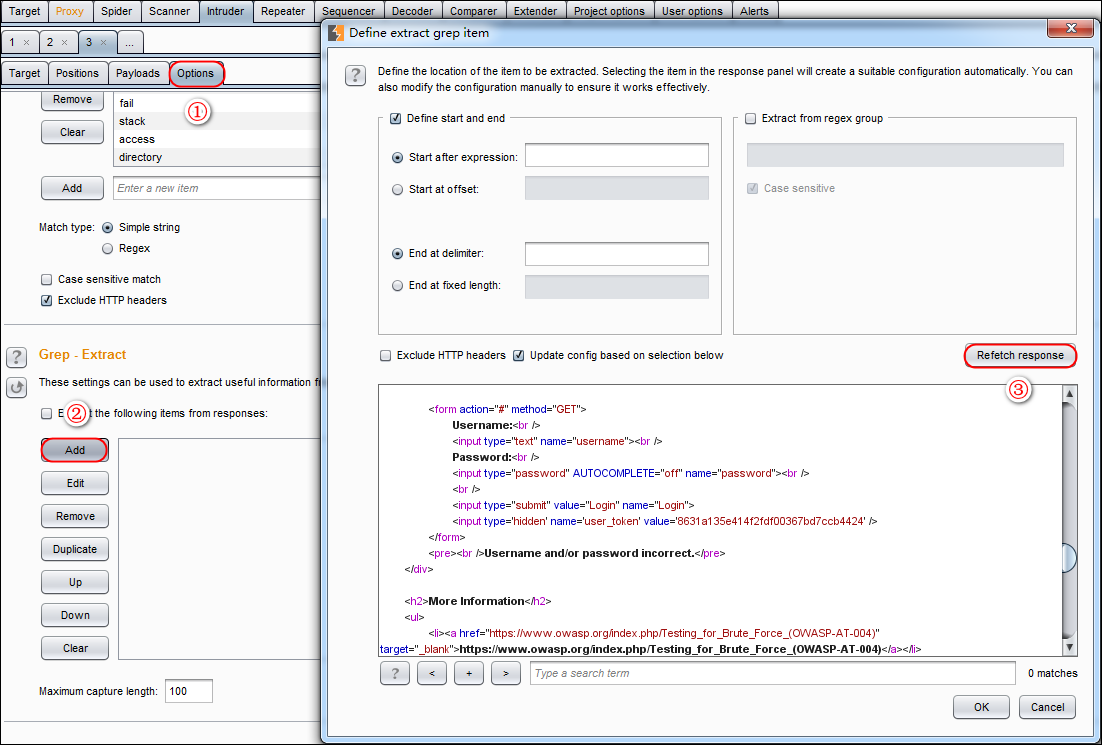 Target Proxy Spider Scanner Intruder Repeater Sequencer Decoder Comparer Extender Project options User options Alerts
1 × 2 × 3 × ...
Target Positions Payloads Options
①
Remove
Clear
Add
fail
stack
access
directory
Enter a new item
Match type: Simple string
Regex
Case sensitive match
Exclude HTTP headers
? Grep - Extract
These settings can be used to extract useful information f
②
E t the following items from responses:
Add
Edit
Remove
Duplicate
Up
Down
Clear
Maximum capture length: 100
Define extract grep item
X
? Define the location of the item to be extracted. Selecting the item in the response panel will create a suitable configuration automatically. You can
also modify the configuration manually to ensure it works effectively.
Define start and end
Start after expression:
Start at offset:
End at delimiter:
End at fixed length:
Extract from regex group
Case sensitive
Exclude HTTP headers Update config based on selection below
Refetch response
③
<form action="#" method="GET">
Username:<br />
<input type="text" name="username"><br />
Password:<br />
<input type="password" AUTOCOMPLETE="off" name="password"><br />
<br />
<input type="submit" value="Login" name="Login">
<input type='hidden' name='user_token' value='8631a135e414f2fdf00367bd7ccb4424' />
</form>
<pre><br />Username and/or password incorrect.</pre>
</div>
<h2>More Information</h2>
<ul>
<li><a href="https://www.owasp.org/index.php/Testing_for_Brute_Force_(OWASP-AT-004)"
target="_blank">https://www.owasp.org/index.php/Testing_for_Brute_Force_(OWASP-AT-004)</a></li>
? < + > Type a search term 0 matches
OK Cancel